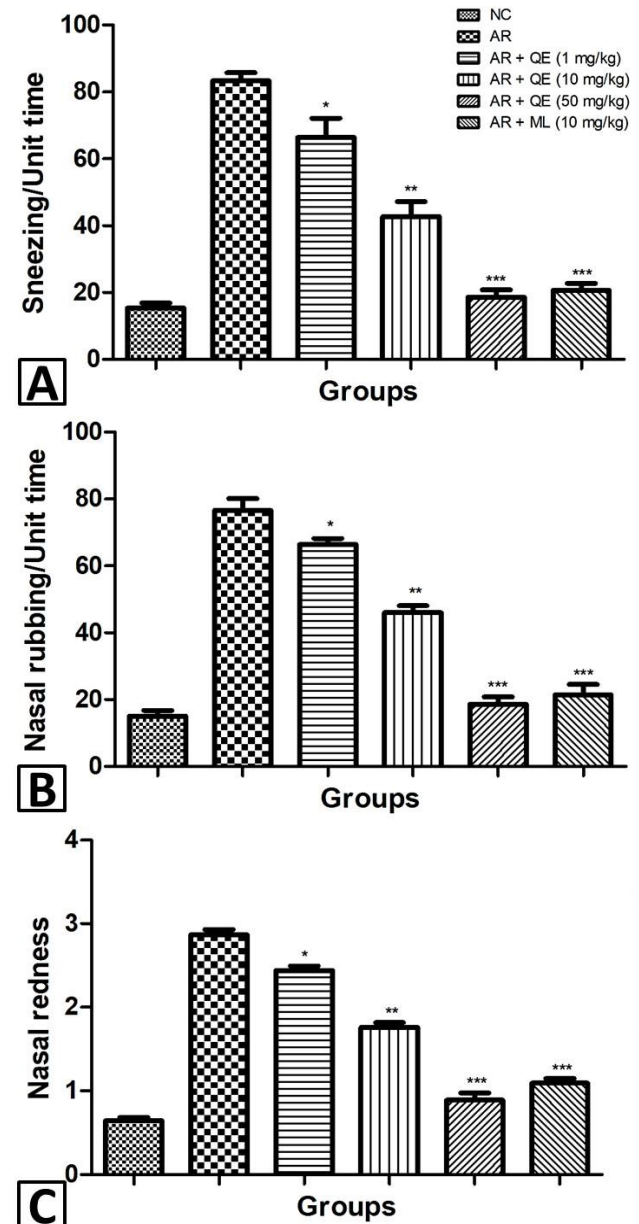 100
80
60
40
20
0
Sneezing/Unit time
NC
AR
AR + QE (1 mg/kg)
AR + QE (10 mg/kg)
AR + QE (50 mg/kg)
AR + ML (10 mg/kg)
*
**
***
***
A
Groups
100
80
60
40
20
0
Nasal rubbing/Unit time
*
**
***
***
B
Groups
4
3
2
1
0
Nasal redness
*
**
***
***
C
Groups